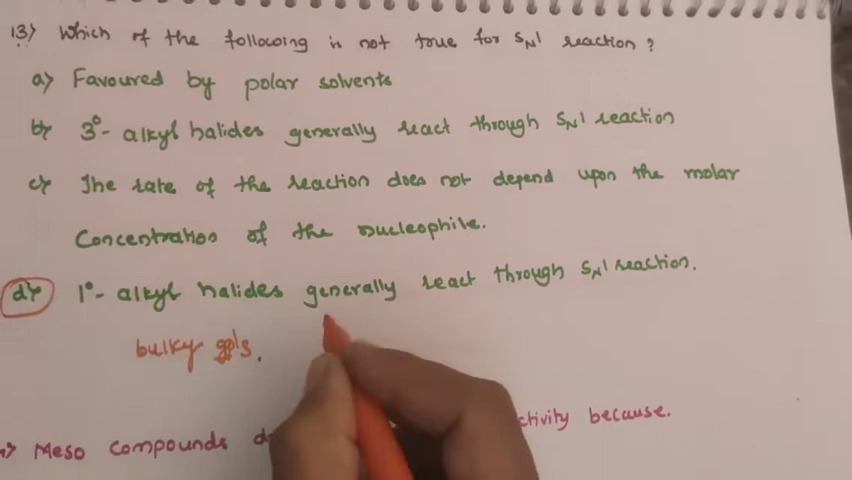 13) Which of the following is not true for SN1 reaction?
a) Favoured by polar solvents
b) 3°- alkyl halides generally react through SN1 reaction
c) The rate of the reaction does not depend upon the molar
Concentration of the nucleophile.
d) 1°- alkyl halides generally react through SN1 reaction.
bulky gp's.
Meso compounds ctivity because.